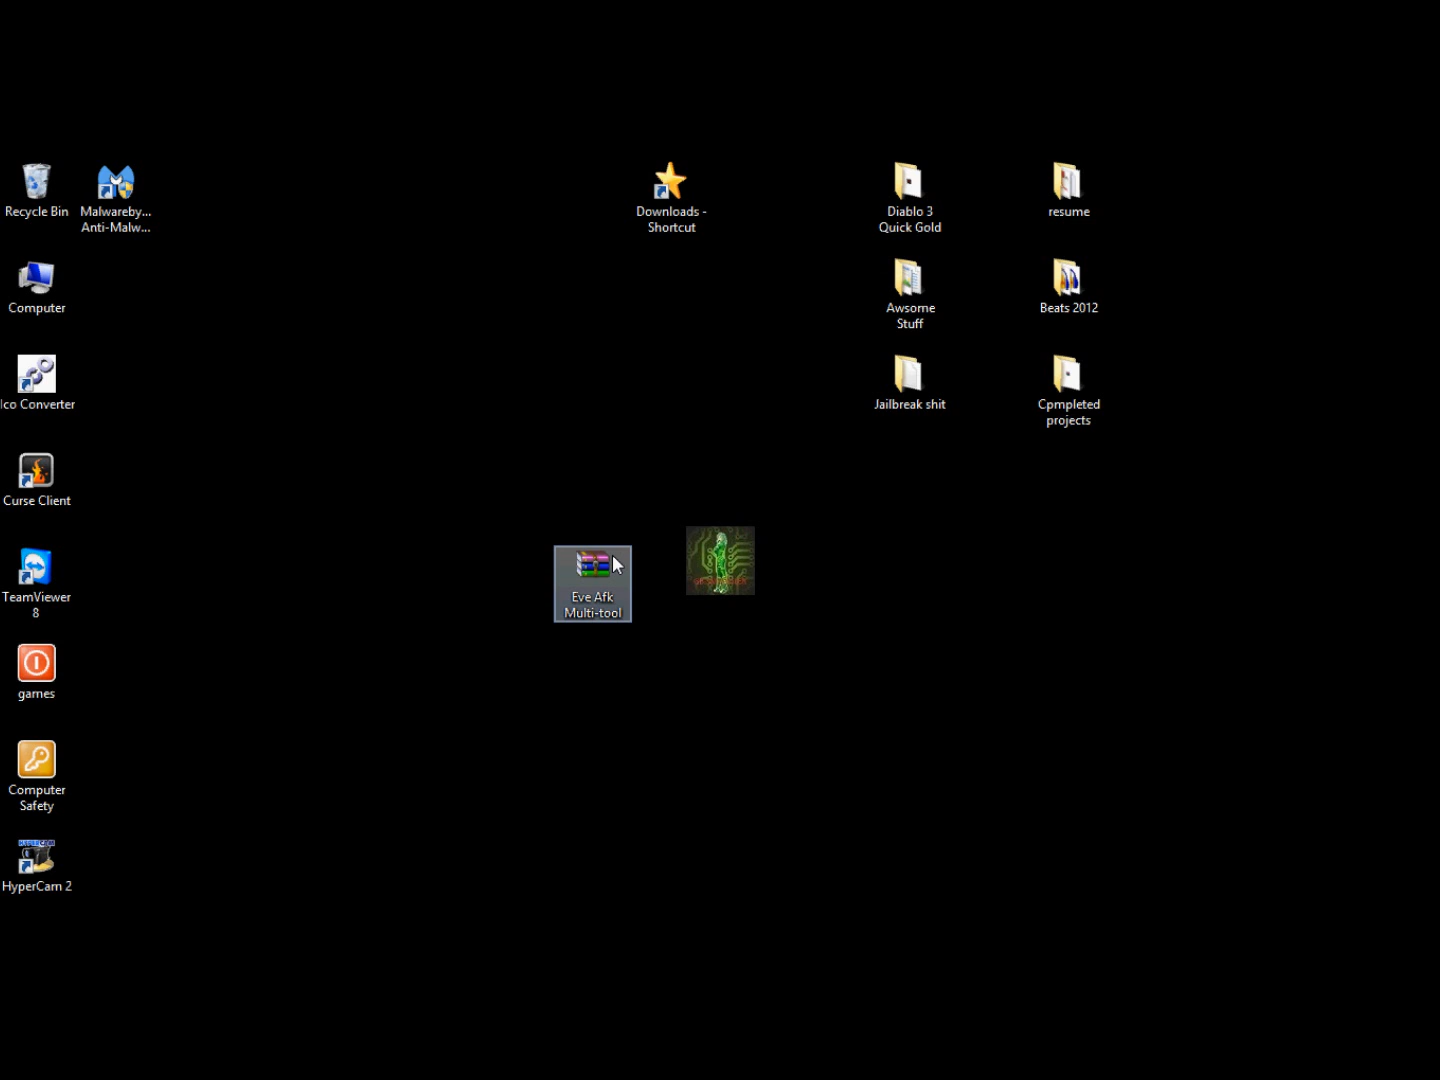 Recycle Bin
Malwareby...
Anti-Malw...
Downloads -
Shortcut
Diablo 3
Quick Gold
resume
Computer
Awsome
Stuff
Beats 2012
Ico Converter
Jailbreak shit
Cpmpleted
projects
Curse Client
TeamViewer
8
Eve Afk
Multi-tool
games
Computer
Safety
HYPERCAM
HyperCam 2